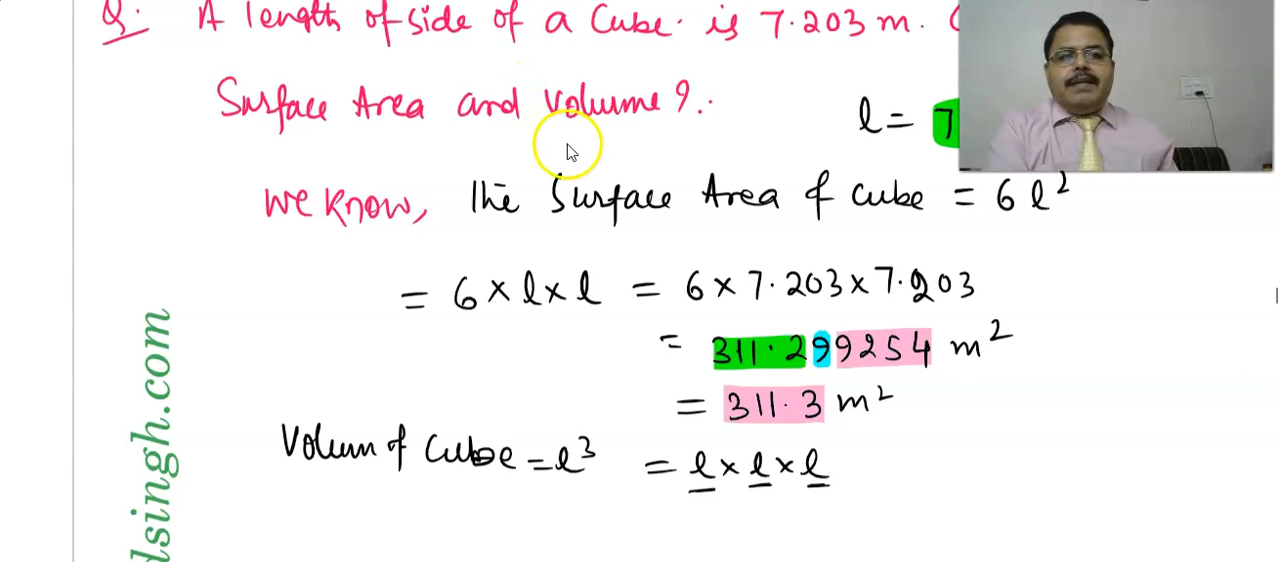 Q. A length of side of a Cube. is 7.203 m.
Surface Area and volume ?..
l = 7
We know, The Surface Area of cube = 6 l²
= 6 × l × l = 6 × 7.203 × 7.203
= 311.299254 m²
= 311.3 m²
Volum of Cube = l³ = l × l × l
dsingh.com